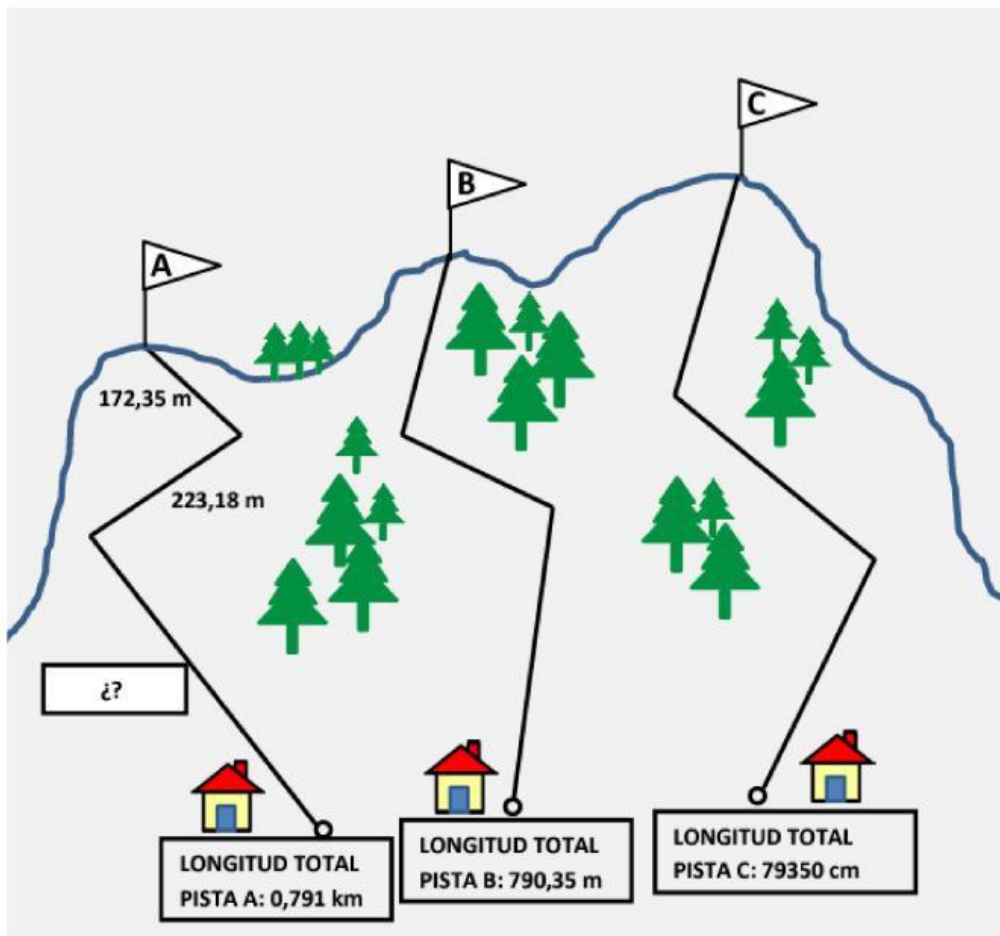 C
B
A
172,35 m
223,18 m
¿?
LONGITUD TOTAL
PISTA A: 0,791 km
LONGITUD TOTAL
PISTA B: 790,35 m
LONGITUD TOTAL
PISTA C: 79350 cm